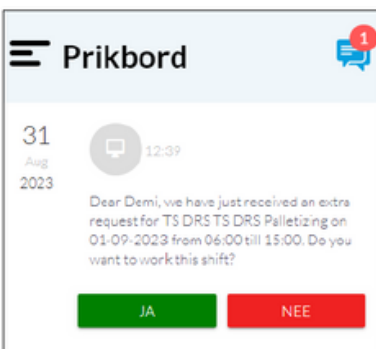 Prikbord
1
31
Aug
2023
12:39
Dear Demi, we have just received an extra
request for TS DRS TS DRS Palletizing on
01-09-2023 from 06:00 till 15:00. Do you
want to work this shift?
JA
NEE